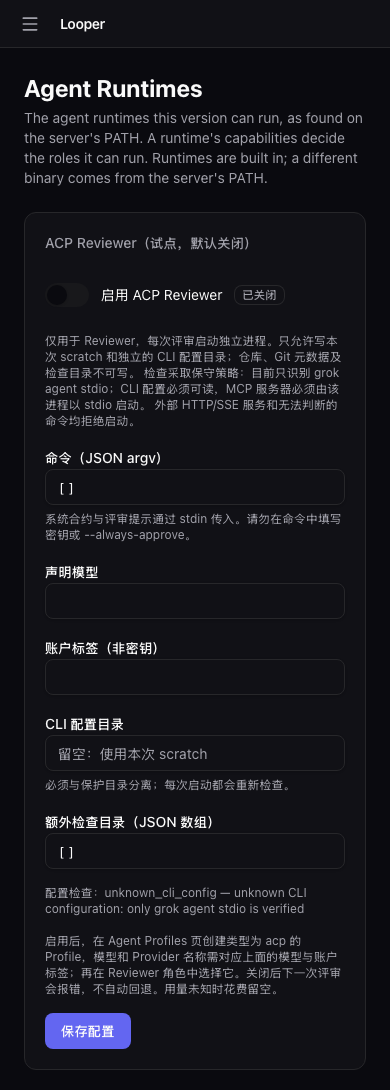 Looper
Agent Runtimes
The agent runtimes this version can run, as found on
the server's PATH. A runtime's capabilities decide
the roles it can run. Runtimes are built in; a different
binary comes from the server's PATH.
ACP Reviewer（试点，默认关闭）
启用 ACP Reviewer 已关闭
仅用于 Reviewer，每次评审启动独立进程。只允许写本
次 scratch 和独立的 CLI 配置目录；仓库、Git 元数据及
检查目录不可写。 检查采取保守策略：目前只识别 grok
agent stdio；CLI 配置必须可读，MCP 服务器必须由该
进程以 stdio 启动。 外部 HTTP/SSE 服务和无法判断的
命令均拒绝启动。
命令（JSON argv）
[]
系统合约与评审提示通过 stdin 传入。请勿在命令中填写
密钥或 --always-approve。
声明模型
账户标签（非密钥）
CLI 配置目录
留空：使用本次 scratch
必须与保护目录分离；每次启动都会重新检查。
额外检查目录（JSON 数组）
[]
配置检查：unknown_cli_config — unknown CLI
configuration: only grok agent stdio is verified
启用后，在 Agent Profiles 页创建类型为 acp 的
Profile，模型和 Provider 名称需对应上面的模型与账户
标签；再在 Reviewer 角色中选择它。关闭后下一次评审
会报错，不自动回退。用量未知时花费留空。
保存配置